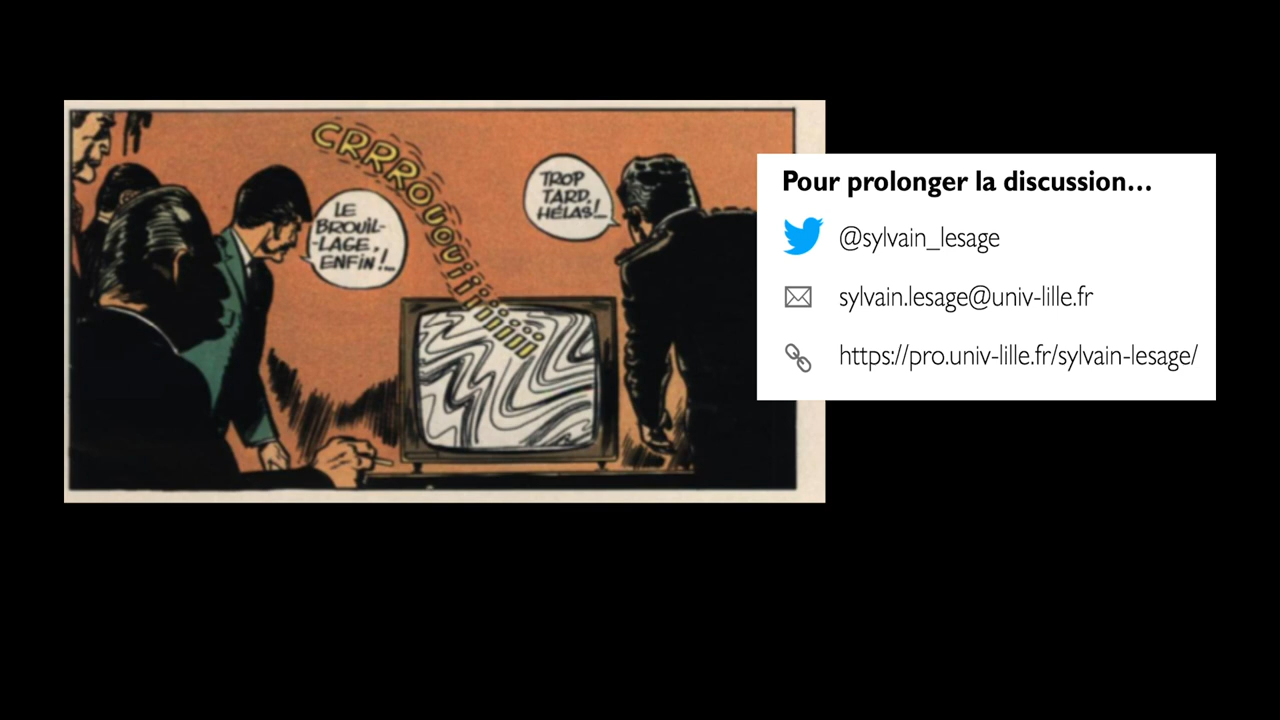 CRRROUOUiiiiiiiiii
LE
BROUIL-
-LAGE,
ENFIN!...
TROP
TARD,
HÉLAS!...
Pour prolonger la discussion...
@sylvain_lesage
sylvain.lesage@univ-lille.fr
https://pro.univ-lille.fr/sylvain-lesage/